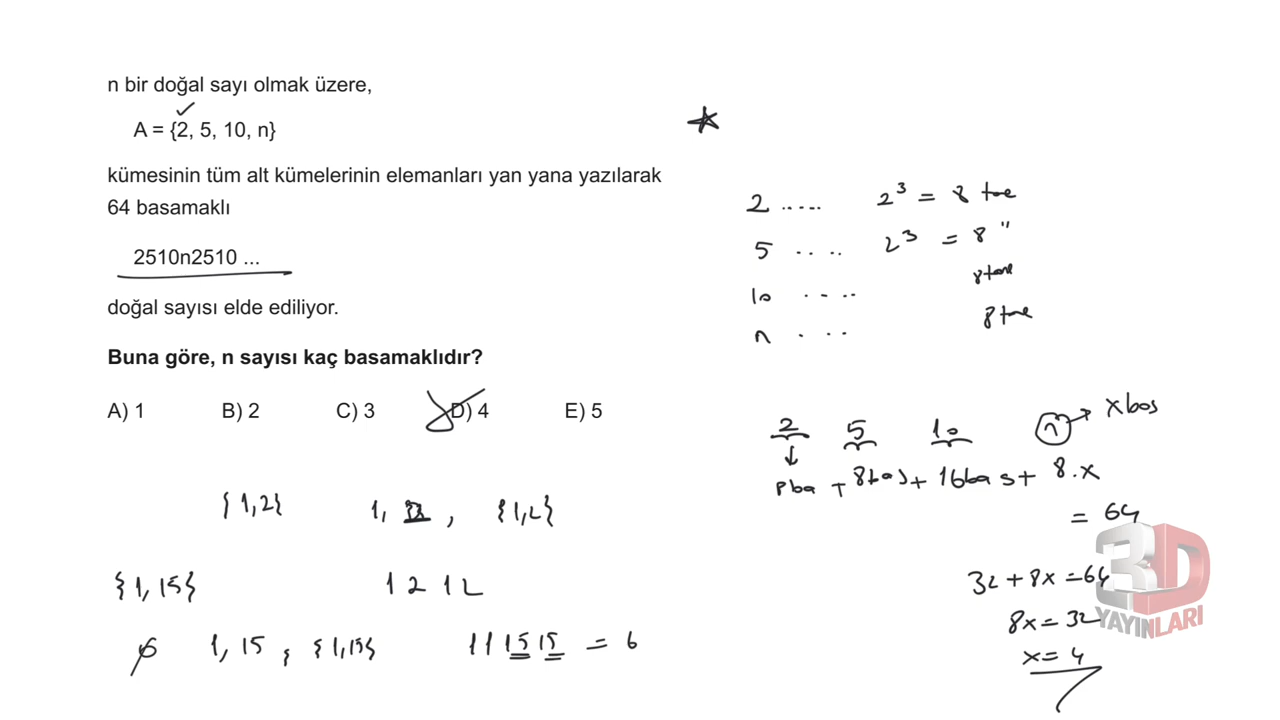 n bir doğal sayı olmak üzere,
A = {2, 5, 10, n}
kümesinin tüm alt kümelerinin elemanları yan yana yazılarak
64 basamaklı
2510n2510 ...
doğal sayısı elde ediliyor.
Buna göre, n sayısı kaç basamaklıdır?
A) 1 B) 2 C) 3 D) 4 E) 5
{1,2} 1, , {1,2}
{1,15} 1 2 1 2
1, 15, {1,15} 11 15 15 = 6
2 ..... 2³ = 8 tane
5 .... 2³ = 8 "
10 .... 8 tane
n ... 8 tane
2 5 10 n → x bas
8 ba + 8 bas + 16 bas + 8.x
= 64
32 + 8x = 64
8x = 32
x = 4
3D
YAYINLARI